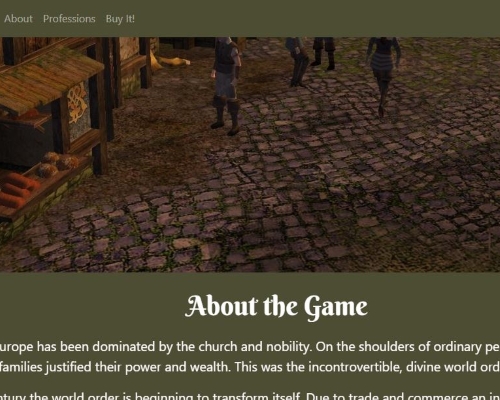 About Professions Buy It!
About the Game
urope has been dominated by the church and nobility. On the shoulders of ordinary pe
families justified their power and wealth. This was the incontrovertible, divine world ord
ntury the world order is beginning to transform itself. Due to trade and commerce an in